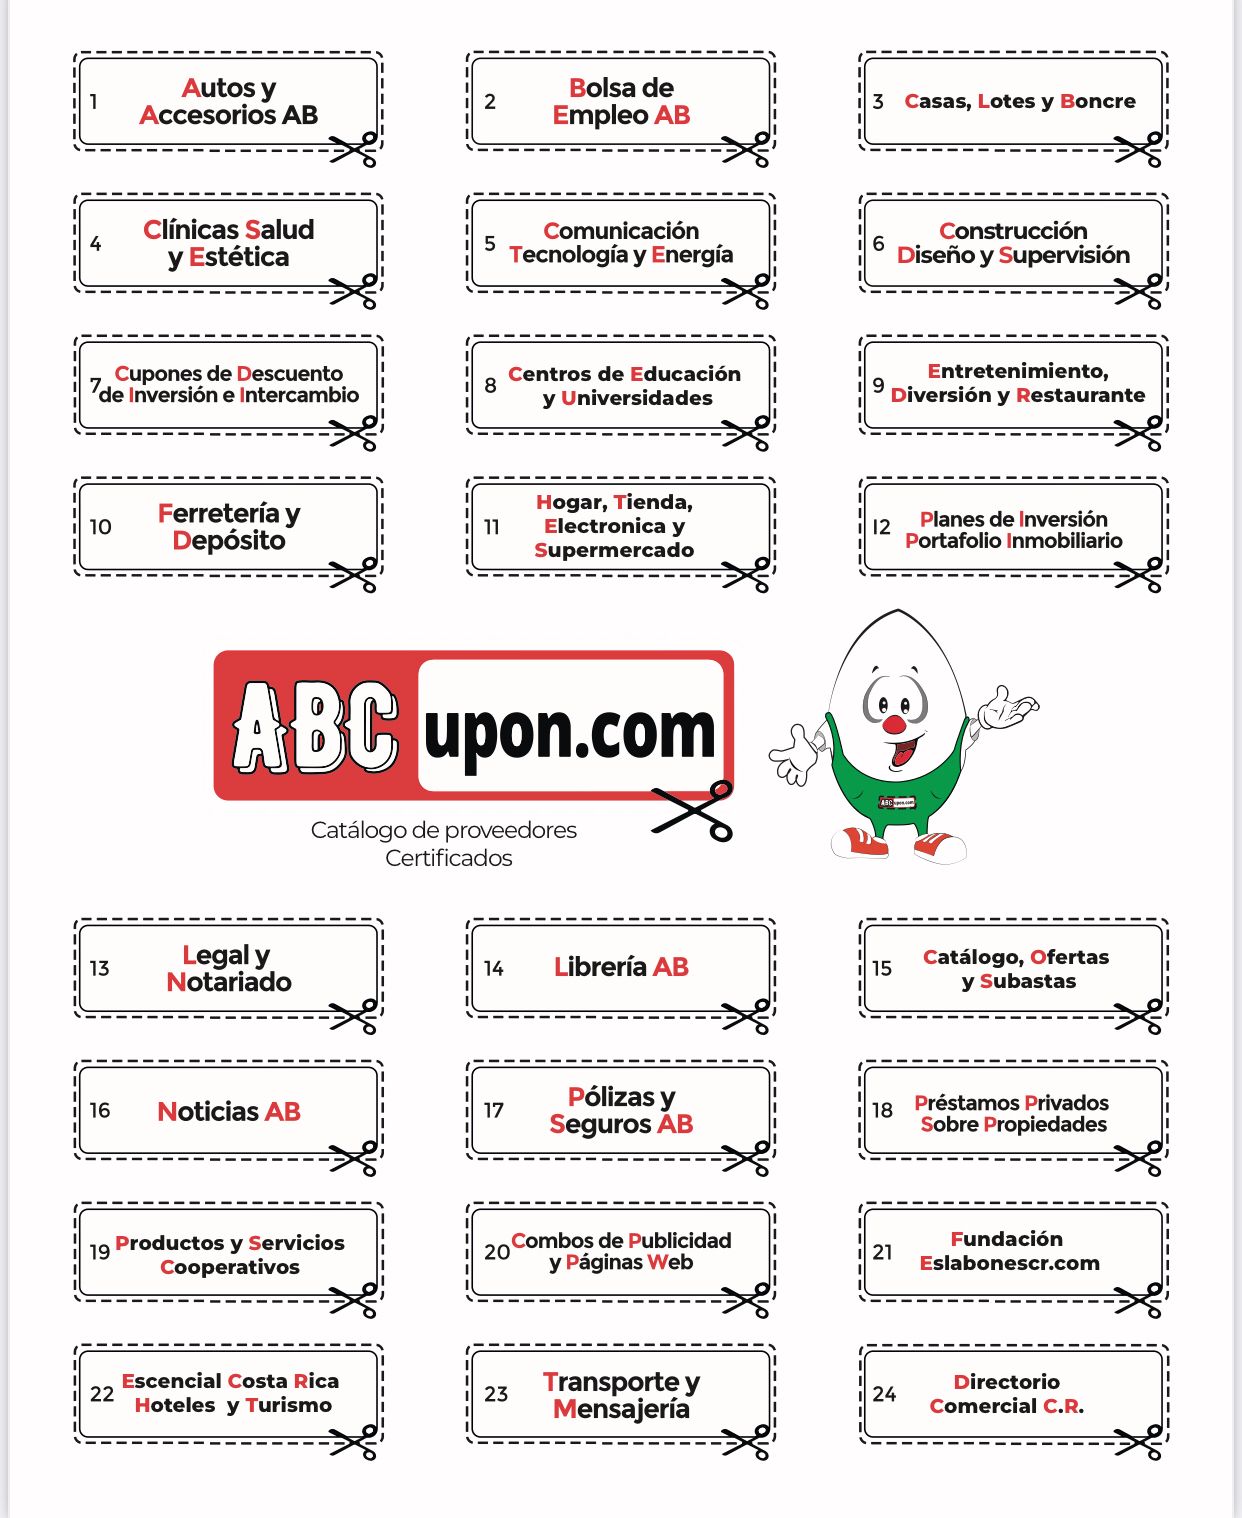 1
Autos y
Accesorios AB
2
Bolsa de
Empleo AB
3
Casas, Lotes y Boncre
4
Clínicas Salud
y Estética
5
Comunicación
Tecnología y Energía
6
Construcción
Diseño y Supervisión
7
Cupones de Descuento
de Inversión e Intercambio
8
Centros de Educación
y Universidades
9
Entretenimiento,
Diversión y Restaurante
10
Ferretería y
Depósito
11
Hogar, Tienda,
Electronica y
Supermercado
12
Planes de Inversión
Portafolio Inmobiliario
ABCupon.com
Catálogo de proveedores
Certificados
ABCupon.com
13
Legal y
Notariado
14
Librería AB
15
Catálogo, Ofertas
y Subastas
16
Noticias AB
17
Pólizas y
Seguros AB
18
Préstamos Privados
Sobre Propiedades
19
Productos y Servicios
Cooperativos
20
Combos de Publicidad
y Páginas Web
21
Fundación
Eslabonescr.com
22
Escencial Costa Rica
Hoteles y Turismo
23
Transporte y
Mensajería
24
Directorio
Comercial C.R.